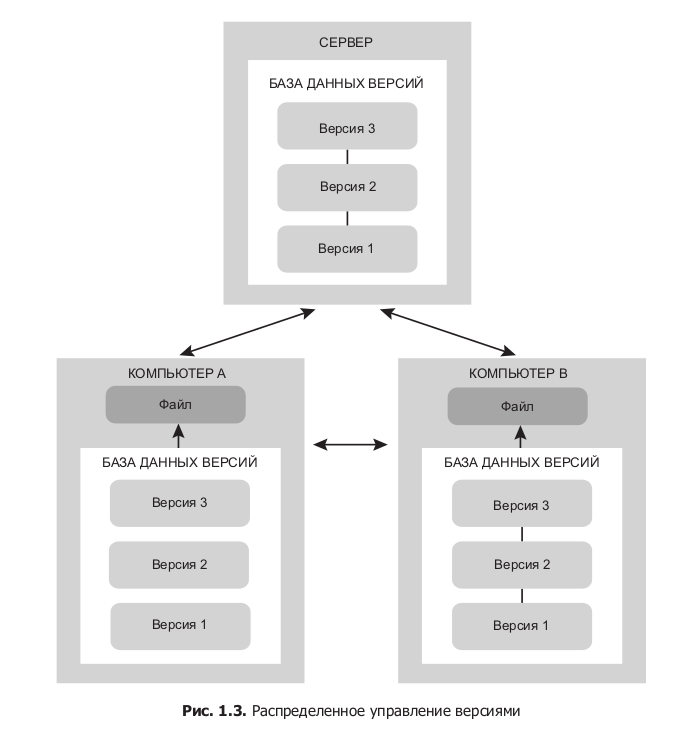 СЕРВЕР
БАЗА ДАННЫХ ВЕРСИЙ
Версия 3
Версия 2
Версия 1
КОМПЬЮТЕР A
Файл
БАЗА ДАННЫХ ВЕРСИЙ
Версия 3
Версия 2
Версия 1
КОМПЬЮТЕР B
Файл
БАЗА ДАННЫХ ВЕРСИЙ
Версия 3
Версия 2
Версия 1
Рис. 1.3. Распределенное управление версиями